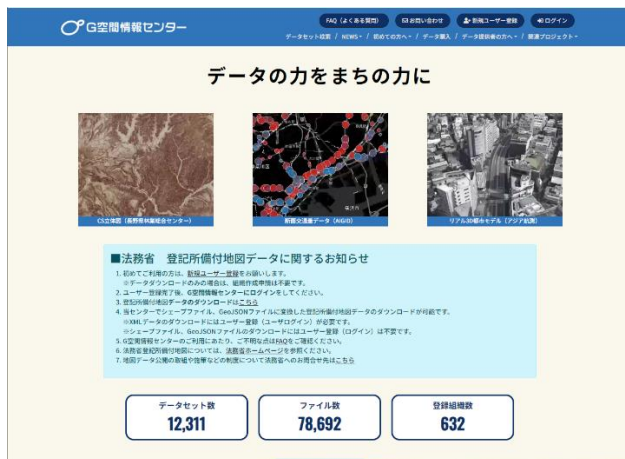 G空間情報センター
FAQ（よくある質問） お問い合わせ 新規ユーザー登録 ログイン
データセット検索 / NEWS / 初めての方へ / データ購入 / データ提供者の方へ / 関連プロジェクト
データの力をまちの力に
CS立体図（長野県林業総合センター） 断面交通量データ（AIGID） リアル3D都市モデル（アジア航測）
■法務省 登記所備付地図データに関するお知らせ
1. 初めてご利用の方は、新規ユーザー登録をお願いします。
※データダウンロードのみの場合は、組織作成申請は不要です。
2. ユーザー登録完了後、G空間情報センターにログインをしてください。
3. 登記所備付地図データのダウンロードはこちら
4. 当センターでシェープファイル、GeoJSONファイルに変換した登記所備付地図データのダウンロードが可能です。
※XMLデータのダウンロードにはユーザー登録（ユーザログイン）が必要です。
※シェープファイル、GeoJSONファイルのダウンロードにはユーザー登録（ログイン）は不要です。
5. G空間情報センターのご利用にあたり、ご不明な点はFAQをご確認ください。
6. 法務省登記所備付地図については、法務省ホームページを参照ください。
7. 地図データ公開の取組や施策などの制度について法務省へのお問合せ先はこちら
データセット数 ファイル数 登録組織数
12,311 78,692 632